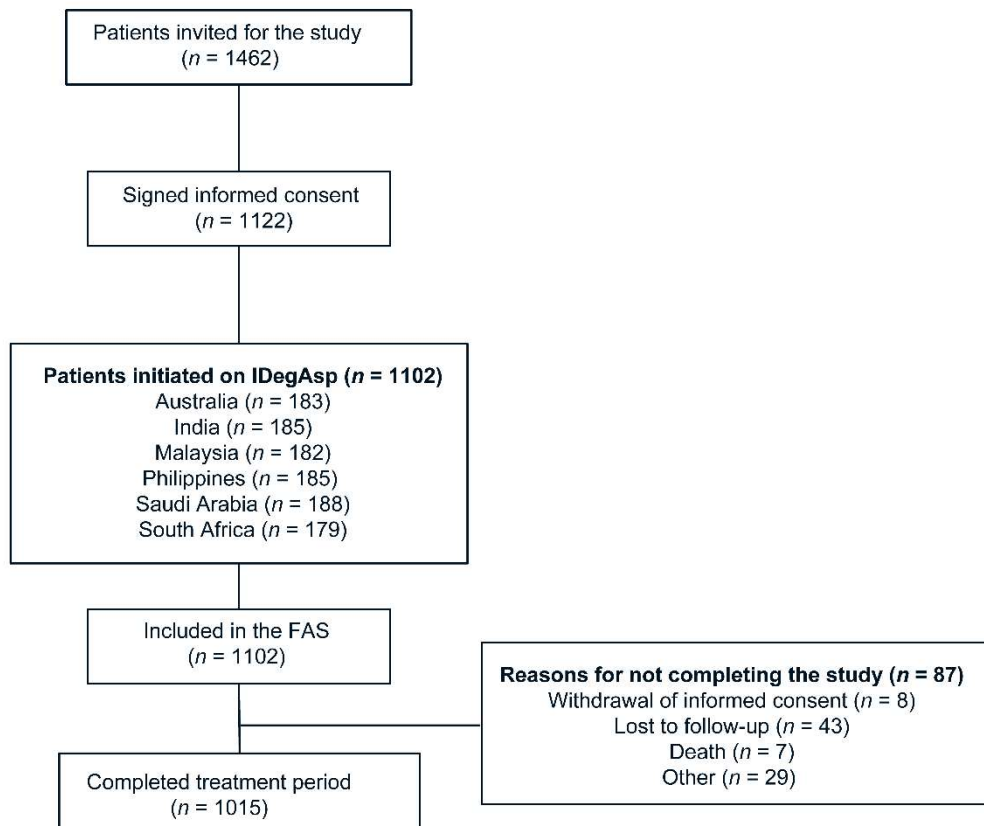 Patients invited for the study
(n = 1462)
Signed informed consent
(n = 1122)
Patients initiated on IDegAsp (n = 1102)
Australia (n = 183)
India (n = 185)
Malaysia (n = 182)
Philippines (n = 185)
Saudi Arabia (n = 188)
South Africa (n = 179)
Included in the FAS
(n = 1102)
Reasons for not completing the study (n = 87)
Withdrawal of informed consent (n = 8)
Lost to follow-up (n = 43)
Death (n = 7)
Other (n = 29)
Completed treatment period
(n = 1015)